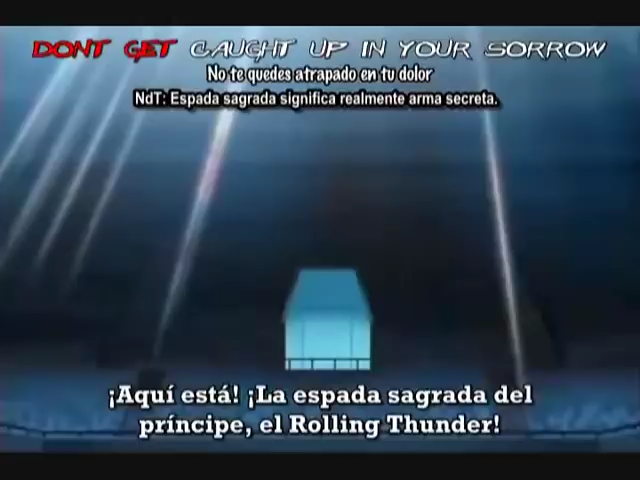 DONT GET CAUGHT UP IN YOUR SORROW
No te quedes atrapado en tu dolor
NdT: Espada sagrada significa realmente arma secreta.
¡Aquí está! ¡La espada sagrada del
príncipe, el Rolling Thunder!